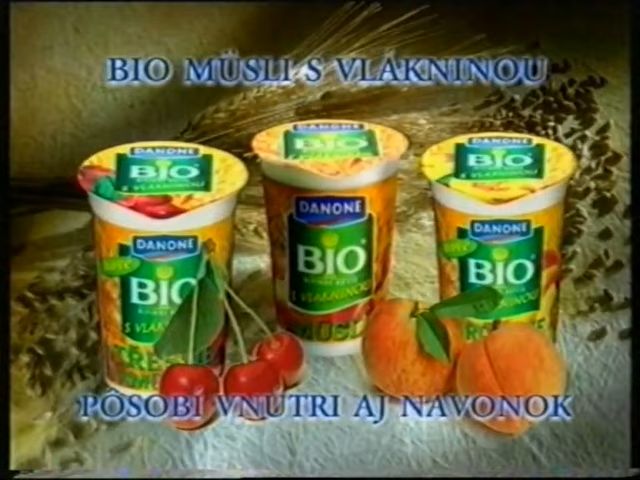 BIO MÜSLI S VLÁKNINOU
DANONE
BIO
S VLÁKNINOU
DANONE
BIO
DANONE
BIO
DANONE
BIO
S VLÁKNINOU
MÜSLI
DANONE
BIO
DANONE
BIO
PÔSOBÍ VNÚTRI AJ NAVONOK